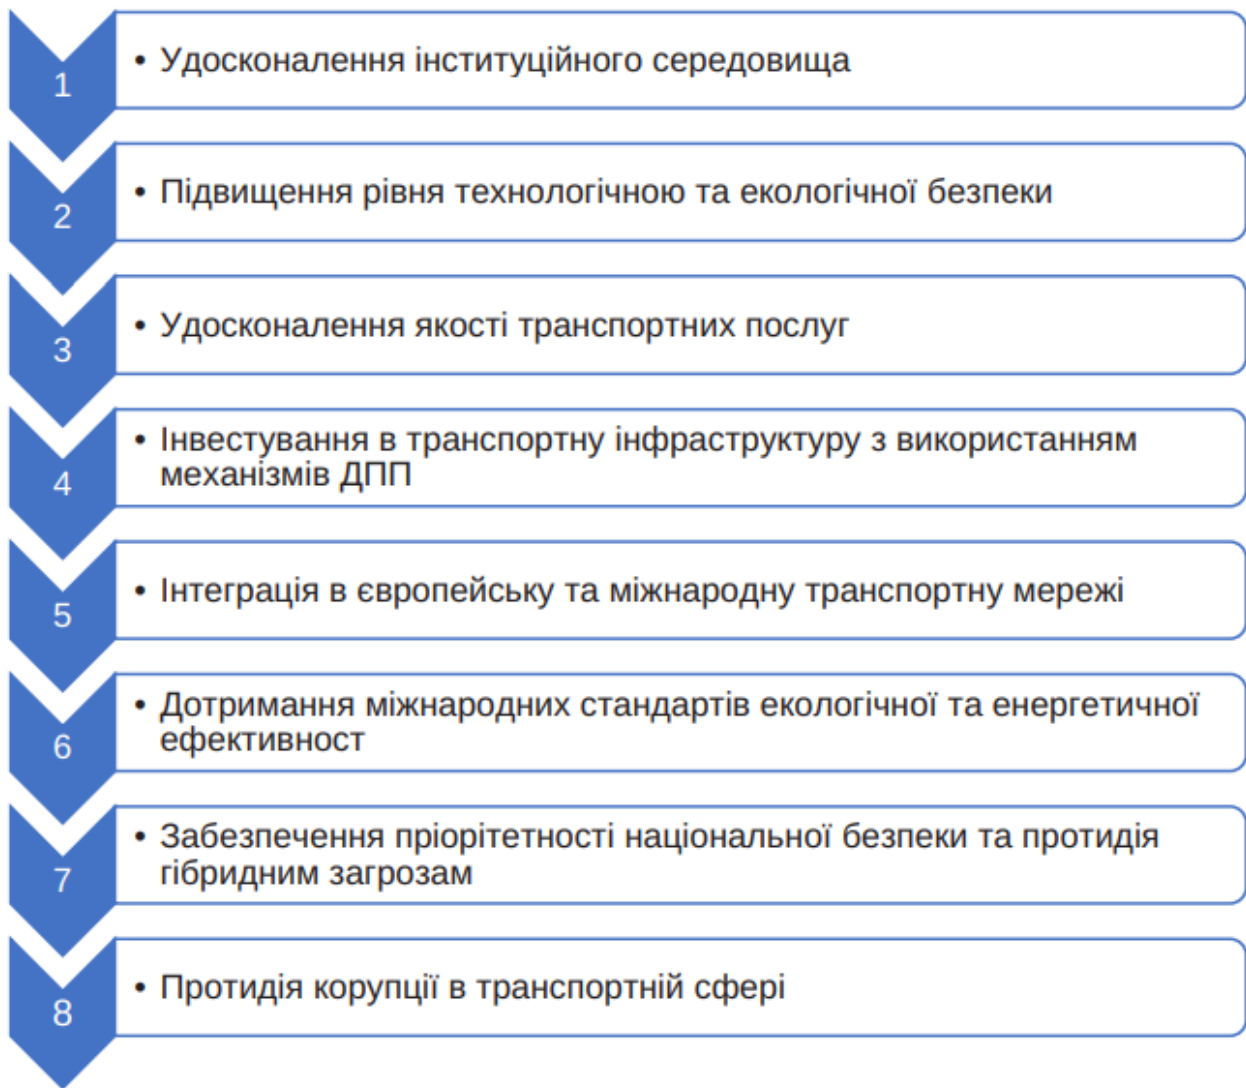 1
• Удосконалення інституційного середовища
2
• Підвищення рівня технологічною та екологічної безпеки
3
• Удосконалення якості транспортних послуг
4
• Інвестування в транспортну інфраструктуру з використанням
механізмів ДПП
5
• Інтеграція в європейську та міжнародну транспортну мережі
6
• Дотримання міжнародних стандартів екологічної та енергетичної
ефективност
7
• Забезпечення пріорітетності національної безпеки та протидія
гібридним загрозам
8
• Протидія корупції в транспортній сфері